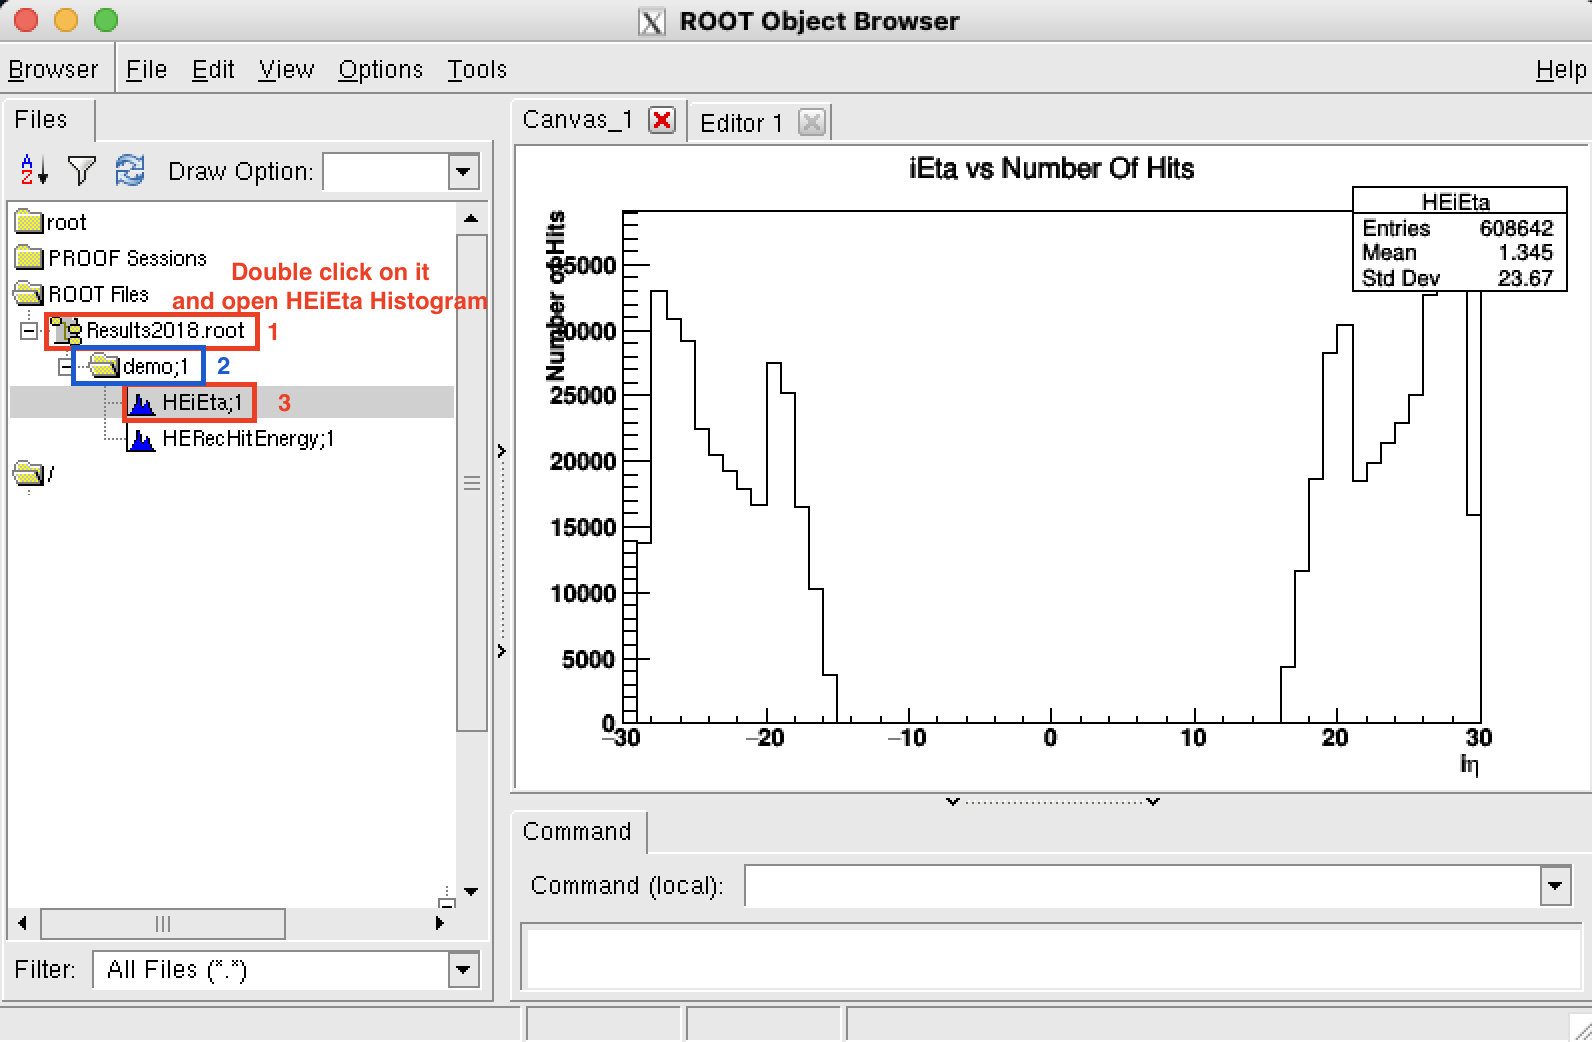 ROOT Object Browser
Browser File Edit View Options Tools Help
Files
Canvas_1 Editor 1
Draw Option:
root
PROOF Sessions
Double click on it
and open HEiEta Histogram
ROOT Files
Results2018.root 1
demo;1 2
HEiEta;1 3
HERecHitEnergy;1
/
Filter: All Files (*.*)
iEta vs Number Of Hits
HEiEta
Entries 608642
Mean 1.345
Std Dev 23.67
Number of Hits
25000
20000
15000
10000
5000
0
−30 −20 −10 0 10 20 30
iη
Command
Command (local):